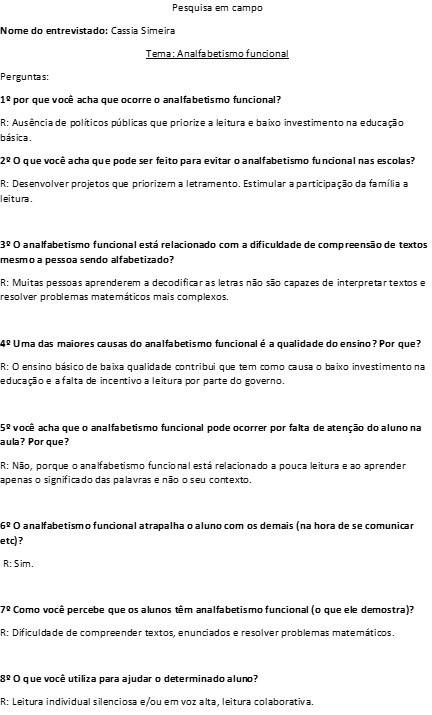 Pesquisa em campo
Nome do entrevistado: Cassia Simeira
Tema: Analfabetismo funcional
Perguntas:
1º por que você acha que ocorre o analfabetismo funcional?
R: Ausência de políticos públicas que priorize a leitura e baixo investimento na educação
básica.
2º O que você acha que pode ser feito para evitar o analfabetismo funcional nas escolas?
R: Desenvolver projetos que priorizem a letramento. Estimular a participação da família a
leitura.
3º O analfabetismo funcional está relacionado com a dificuldade de compreensão de textos
mesmo a pessoa sendo alfabetizado?
R: Muitas pessoas aprenderem a decodificar as letras não são capazes de interpretar textos e
resolver problemas matemáticos mais complexos.
4º Uma das maiores causas do analfabetismo funcional é a qualidade do ensino? Por que?
R: O ensino básico de baixa qualidade contribui que tem como causa o baixo investimento na
educação e a falta de incentivo a leitura por parte do governo.
5º você acha que o analfabetismo funcional pode ocorrer por falta de atenção do aluno na
aula? Por que?
R: Não, porque o analfabetismo funcional está relacionado a pouca leitura e ao aprender
apenas o significado das palavras e não o seu contexto.
6º O analfabetismo funcional atrapalha o aluno com os demais (na hora de se comunicar
etc)?
R: Sim.
7º Como você percebe que os alunos têm analfabetismo funcional (o que ele demostra)?
R: Dificuldade de compreender textos, enunciados e resolver problemas matemáticos.
8º O que você utiliza para ajudar o determinado aluno?
R: Leitura individual silenciosa e/ou em voz alta, leitura colaborativa.